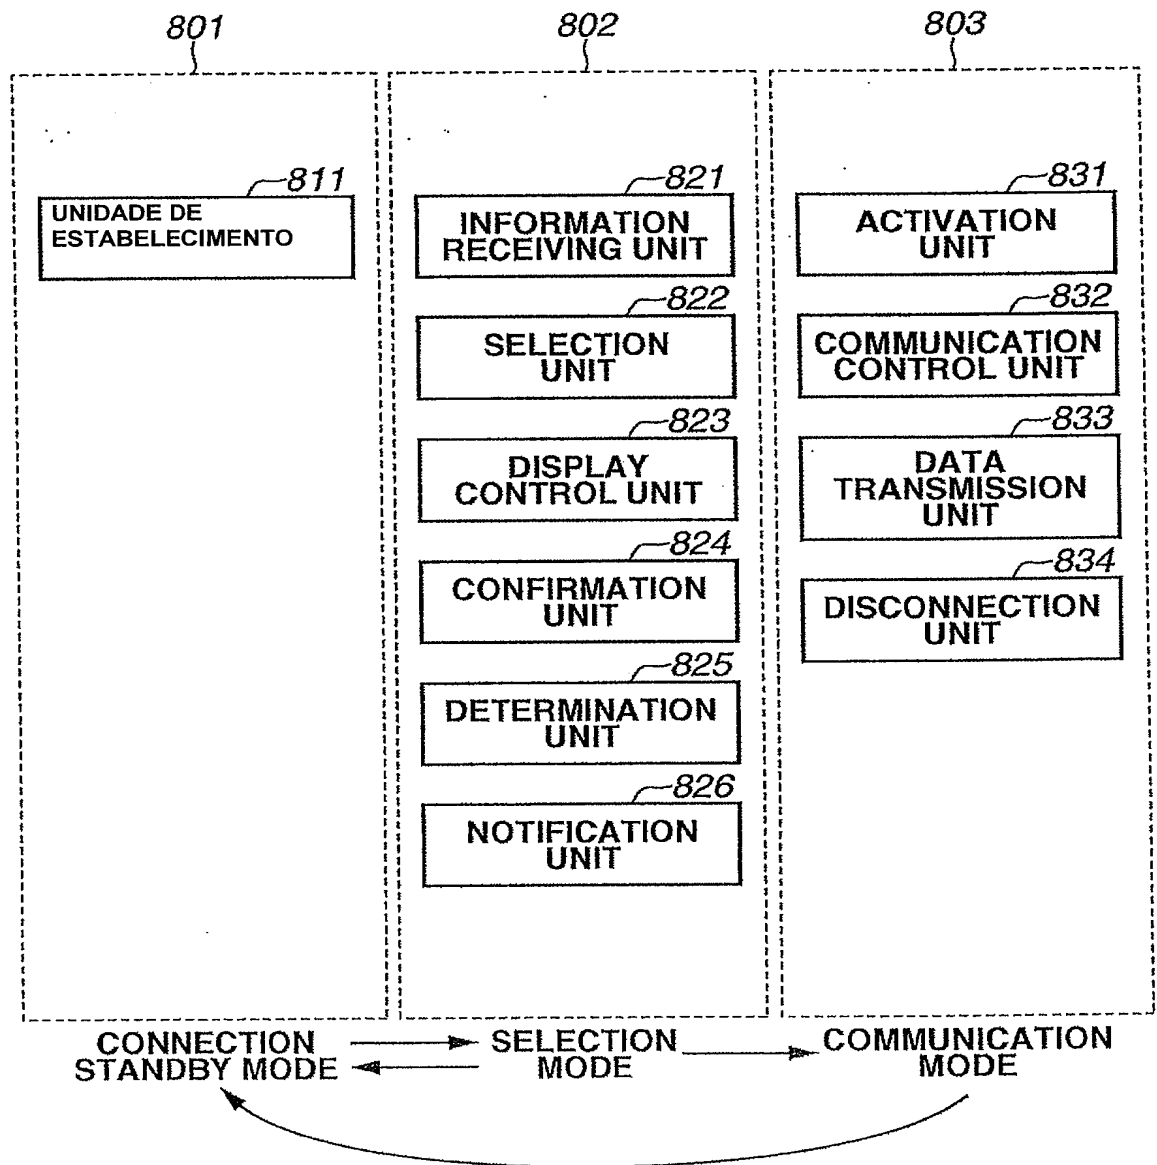 801
802
803
811
UNIDADE DE
ESTABELECIMENTO
821
INFORMATION
RECEIVING UNIT
822
SELECTION
UNIT
823
DISPLAY
CONTROL UNIT
824
CONFIRMATION
UNIT
825
DETERMINATION
UNIT
826
NOTIFICATION
UNIT
831
ACTIVATION
UNIT
832
COMMUNICATION
CONTROL UNIT
833
DATA
TRANSMISSION
UNIT
834
DISCONNECTION
UNIT
CONNECTION
STANDBY MODE
SELECTION
MODE
COMMUNICATION
MODE